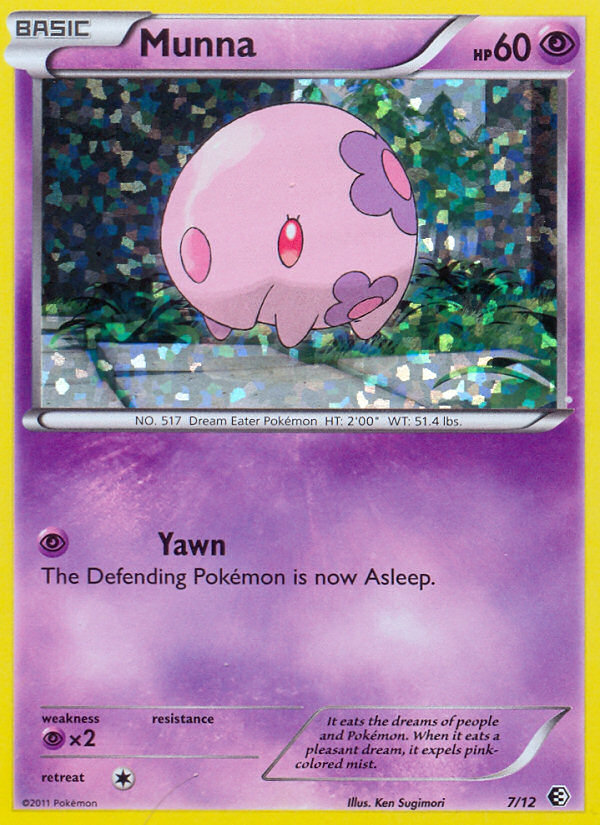 BASIC
Munna
HP60
NO. 517 Dream Eater Pokémon HT: 2'00" WT: 51.4 lbs.
Yawn
The Defending Pokémon is now Asleep.
weakness
×2
resistance
retreat
It eats the dreams of people
and Pokémon. When it eats a
pleasant dream, it expels pink-
colored mist.
©2011 Pokémon
Illus. Ken Sugimori
7/12